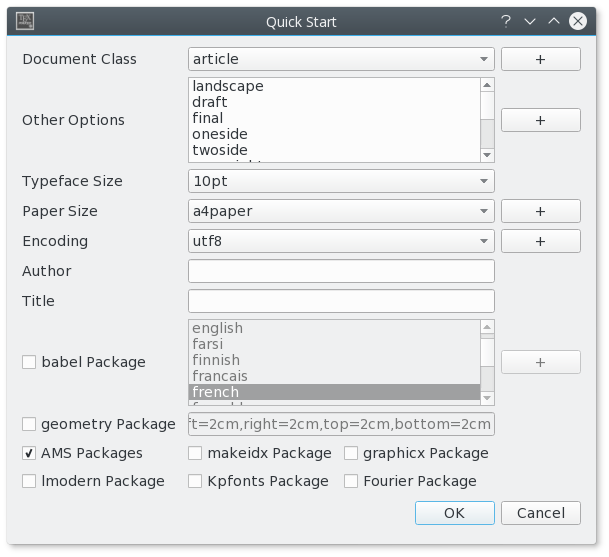 Quick Start
Document Class article +
landscape
draft
Other Options final +
oneside
twoside
Typeface Size 10pt
Paper Size a4paper +
Encoding utf8 +
Author
Title
english
farsi
babel Package finnish +
francais
french
geometry Package ft=2cm,right=2cm,top=2cm,bottom=2cm
AMS Packages makeidx Package graphicx Package
lmodern Package Kpfonts Package Fourier Package
OK Cancel